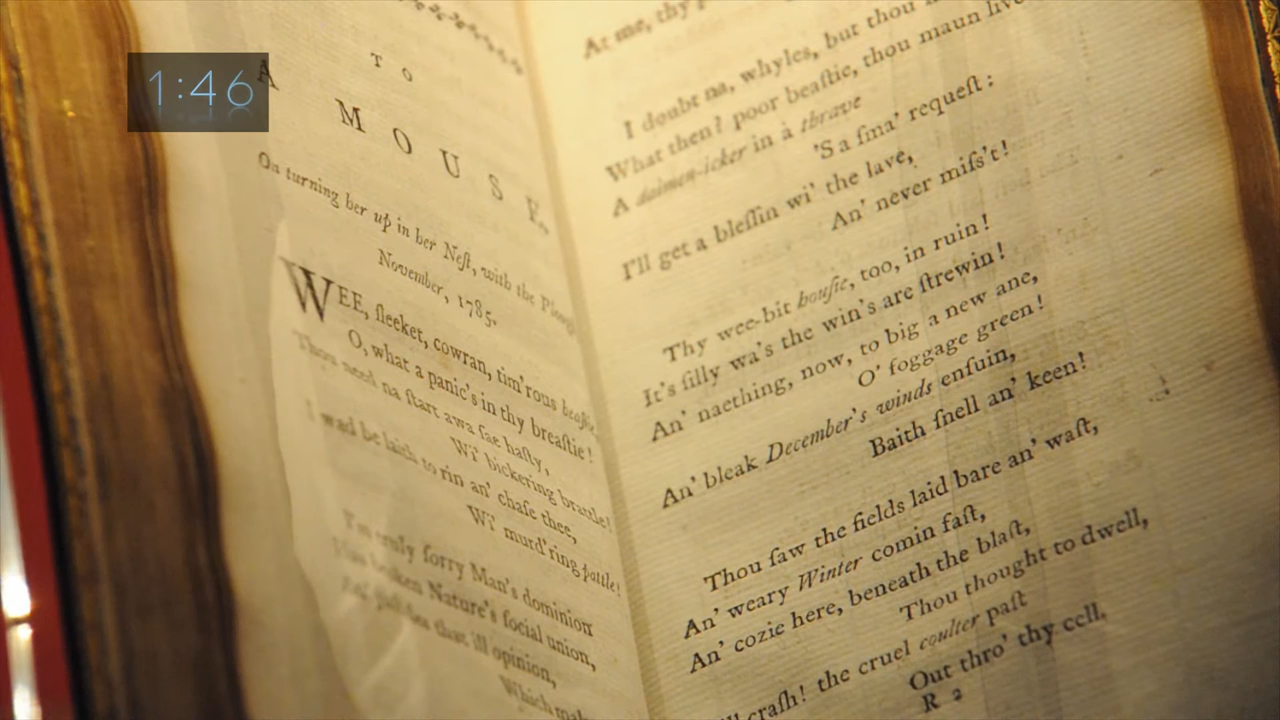 1:46
TO
A MOUSE,
On turning her up in her Neſt, with the
November, 1785.
WEE, ſleeket, cowran, tim'rous beaſtie,
O, what a panic's in thy breaſtie!
Thou need na ſtart awa ſae haſty,
Wi' bickering brattle!
I wad be laith to rin an' chaſe thee,
Wi' murd'ring pattle!
I'm truly ſorry Man's dominion
Has broken Nature's ſocial union,
An' juſtifies that ill opinion,
Which
At me, thy
I doubt na, whyles, but thou
What then? poor beaſtie, thou maun live
A daimen-icker in a thrave
'S a ſma' requeſt:
I'll get a bleſſin wi' the lave,
An' never miſs't!
Thy wee-bit houſie, too, in ruin!
It's ſilly wa's the win's are ſtrewin!
An' naething, now, to big a new ane,
O' foggage green!
An' bleak December's winds enſuin,
Baith ſnell an' keen!
Thou ſaw the fields laid bare an' waſt,
An' weary Winter comin faſt,
An' cozie here, beneath the blaſt,
Thou thought to dwell,
craſh! the cruel coulter paſt
Out thro' thy cell.
R 2